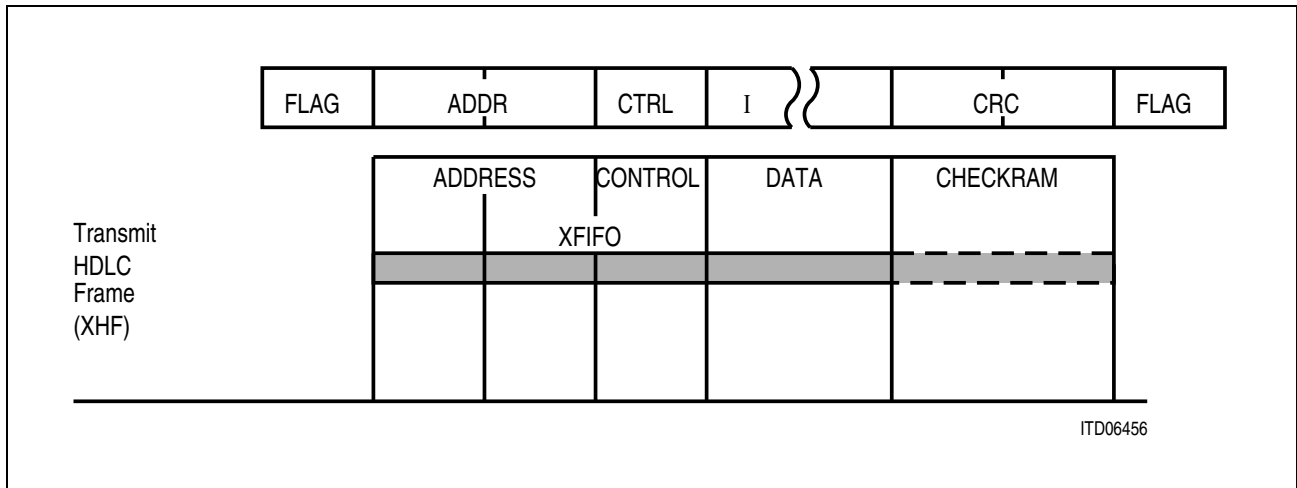 FLAG ADDR CTRL I CRC FLAG
ADDRESS CONTROL DATA CHECKRAM
XFIFO
Transmit
HDLC
Frame
(XHF)
ITD06456